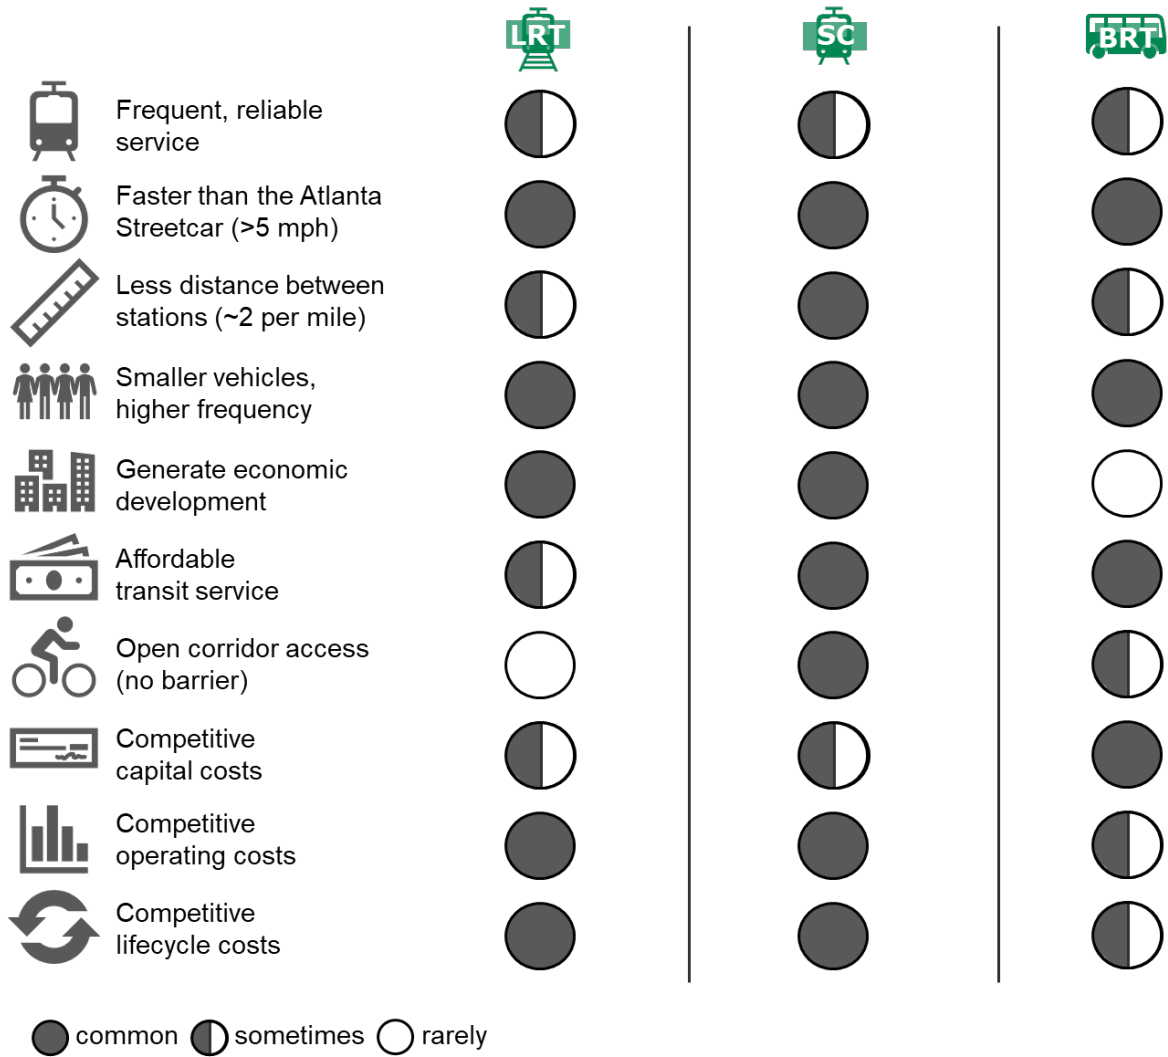 LRT SC BRT
Frequent, reliable
service
Faster than the Atlanta
Streetcar (>5 mph)
Less distance between
stations (~2 per mile)
Smaller vehicles,
higher frequency
Generate economic
development
Affordable
transit service
Open corridor access
(no barrier)
Competitive
capital costs
Competitive
operating costs
Competitive
lifecycle costs
common sometimes rarely